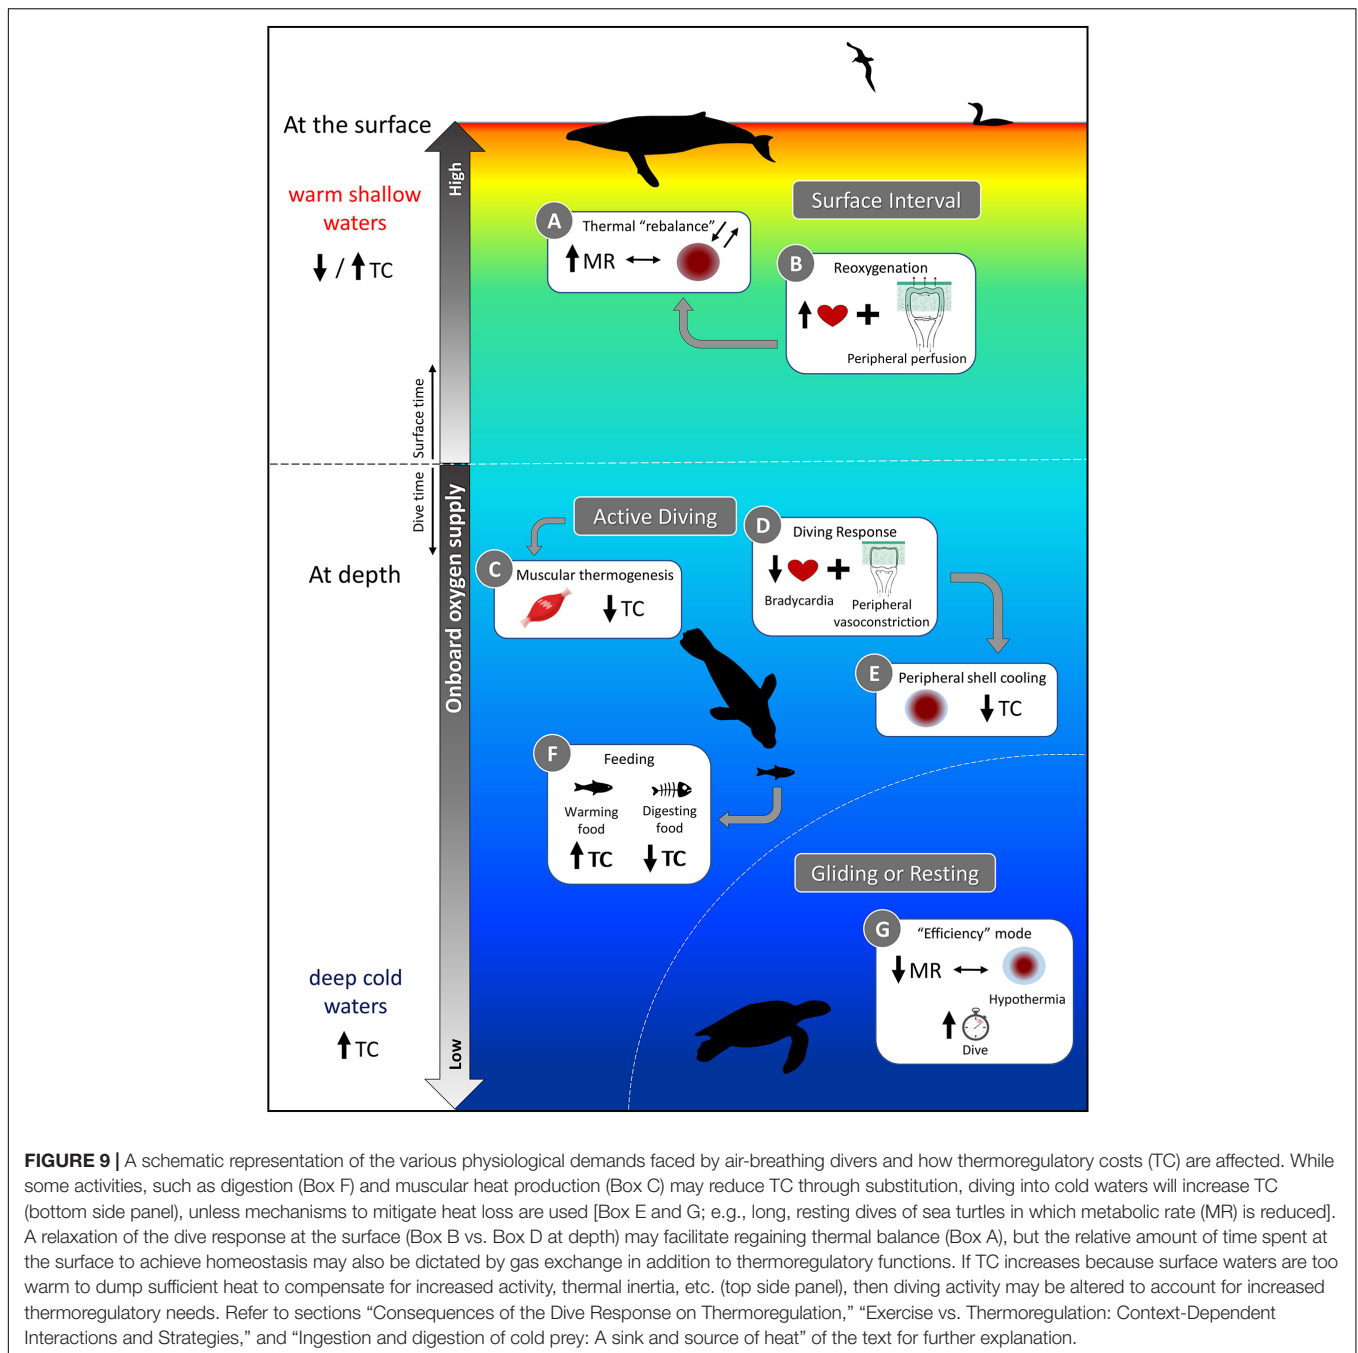 At the surface
High
warm shallow
waters
/ TC
Surface Interval
A
Thermal “rebalance”
MR
B
Reoxygenation
+
Peripheral perfusion
Surface time
Dive time
Onboard oxygen supply
At depth
Active Diving
C
Muscular thermogenesis
TC
D
Diving Response
+
Bradycardia
Peripheral
vasoconstriction
E
Peripheral shell cooling
TC
F
Feeding
Warming
food
TC
Digesting
food
TC
Gliding or Resting
G
“Efficiency” mode
MR
Hypothermia
Dive
deep cold
waters
TC
Low
FIGURE 9 | A schematic representation of the various physiological demands faced by air-breathing divers and how thermoregulatory costs (TC) are affected. While
some activities, such as digestion (Box F) and muscular heat production (Box C) may reduce TC through substitution, diving into cold waters will increase TC
(bottom side panel), unless mechanisms to mitigate heat loss are used [Box E and G; e.g., long, resting dives of sea turtles in which metabolic rate (MR) is reduced].
A relaxation of the dive response at the surface (Box B vs. Box D at depth) may facilitate regaining thermal balance (Box A), but the relative amount of time spent at
the surface to achieve homeostasis may also be dictated by gas exchange in addition to thermoregulatory functions. If TC increases because surface waters are too
warm to dump sufficient heat to compensate for increased activity, thermal inertia, etc. (top side panel), then diving activity may be altered to account for increased
thermoregulatory needs. Refer to sections “Consequences of the Dive Response on Thermoregulation,” “Exercise vs. Thermoregulation: Context-Dependent
Interactions and Strategies,” and “Ingestion and digestion of cold prey: A sink and source of heat” of the text for further explanation.